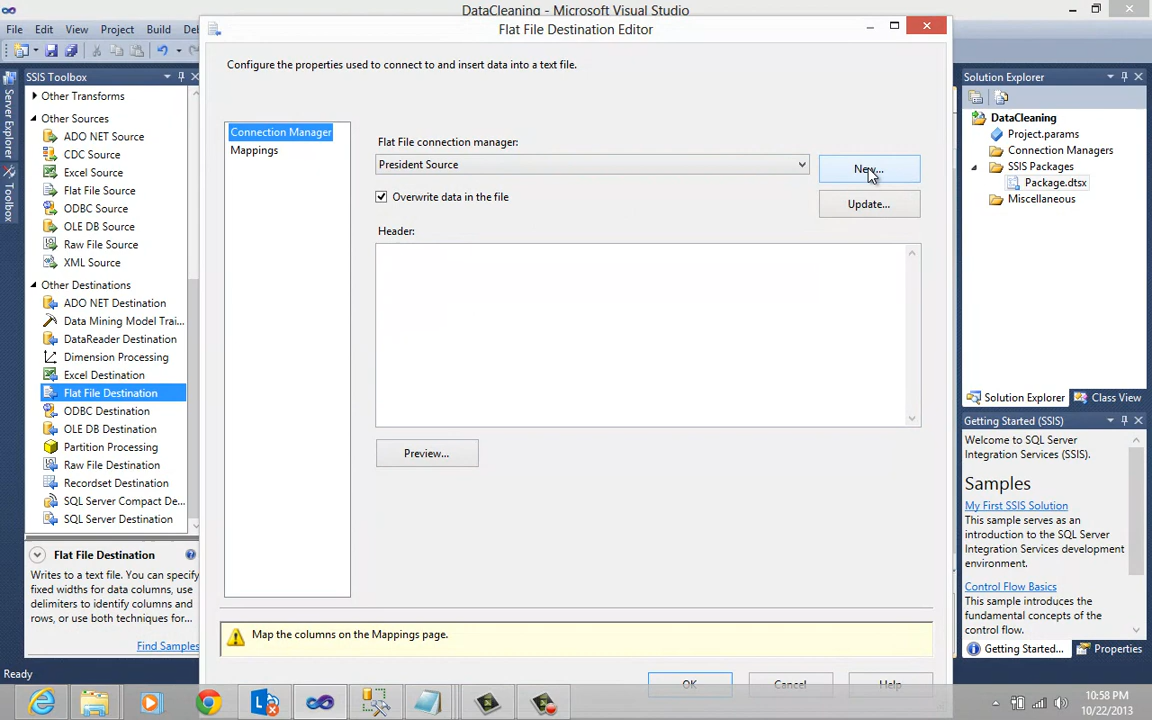 DataCleaning - Microsoft Visual Studio
File Edit View Project Build De
Flat File Destination Editor
SSIS Toolbox
Other Transforms
Other Sources
ADO NET Source
CDC Source
Excel Source
Flat File Source
ODBC Source
OLE DB Source
Raw File Source
XML Source
Other Destinations
ADO NET Destination
Data Mining Model Trai...
DataReader Destination
Dimension Processing
Excel Destination
Flat File Destination
ODBC Destination
OLE DB Destination
Partition Processing
Raw File Destination
Recordset Destination
SQL Server Compact De...
SQL Server Destination
Flat File Destination
Writes to a text file. You can specify
fixed widths for data columns, use
delimiters to identify columns and
rows, or use both techniques for...
Find Samples
Ready
Server Explorer
Toolbox
Configure the properties used to connect to and insert data into a text file.
Connection Manager
Mappings
Flat File connection manager:
President Source
New...
Overwrite data in the file
Update...
Header:
Preview...
Map the columns on the Mappings page.
OK
Cancel
Help
Solution Explorer
DataCleaning
Project.params
Connection Managers
SSIS Packages
Package.dtsx
Miscellaneous
Solution Explorer
Class View
Getting Started (SSIS)
Welcome to SQL Server
Integration Services (SSIS).
Samples
My First SSIS Solution
This sample serves as an
introduction to the SQL Server
Integration Services development
environment.
Control Flow Basics
This sample introduces the
fundamental concepts of the
control flow.
Getting Started...
Properties
10:58 PM
10/22/2013